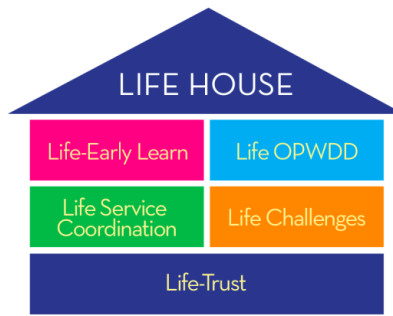 LIFE HOUSE
Life-Early Learn
Life OPWDD
Life Service
Coordination
Life Challenges
Life-Trust